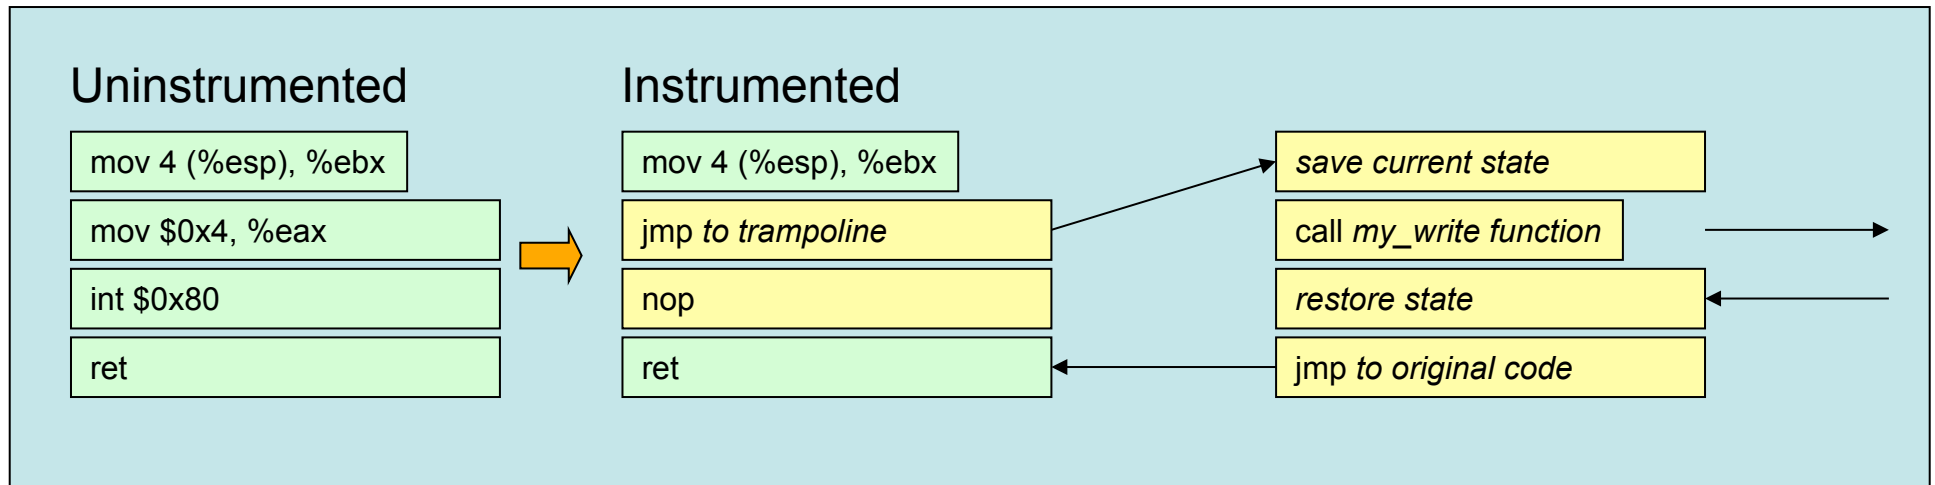 Uninstrumented
mov 4 (%esp), %ebx
mov $0x4, %eax
int $0x80
ret
Instrumented
mov 4 (%esp), %ebx
jmp to trampoline
nop
ret
save current state
call my_write function
restore state
jmp to original code